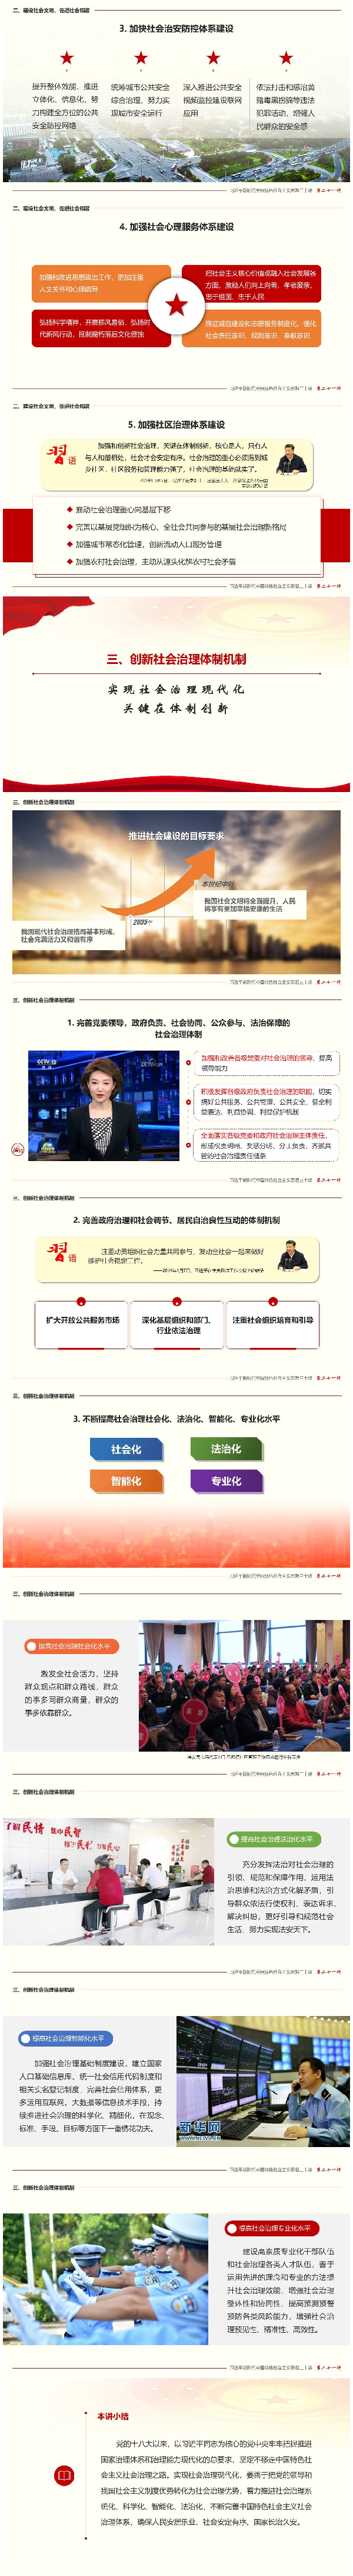 二、建设社会文明，促进社会和谐
3. 加快社会治安防控体系建设
提升整体效能，推进
立体化、信息化，努
力构建全方位的公共
安全防控网络
统筹城市公共安全
综合治理，努力实
现城市安全运行
深入推进公共安全
视频监控建设联网
应用
依法打击和惩治黄
赌毒黑拐骗等违法
犯罪活动，增强人
民群众的安全感
二、建设社会文明，促进社会和谐
4. 加强社会心理服务体系建设
加强和改进思想政治工作，更加注重
人文关怀和心理疏导
把社会主义核心价值观融入社会发展各
方面，激励人们向上向善、孝老爱亲，
忠于祖国、忠于人民
弘扬科学精神，开展移风易俗、弘扬时
代新风行动，抵制腐朽落后文化侵蚀
推进诚信建设和志愿服务制度化，强化
社会责任意识、规则意识、奉献意识
二、建设社会文明，促进社会和谐
5. 加强社区治理体系建设
习语
加强和创新社会治理，关键在体制创新，核心是人，只有人
与人和谐相处，社会才会安定有序。社会治理的重心必须落到城
乡社区，社区服务和管理能力强了，社会治理的基础就实了。
推动社会治理重心向基层下移
完善以基层党组织为核心、全社会共同参与的基层社会治理新格局
加强城市常态化管理，创新流动人口服务管理
加强农村社会治理，主动从源头化解农村社会矛盾
三、创新社会治理体制机制
实现社会治理现代化
关键在体制创新
三、创新社会治理体制机制
推进社会建设的目标要求
本世纪中叶
我国社会文明将全面提升，人民
将享有更加幸福安康的生活
2035年
我国现代社会治理格局基本形成，
社会充满活力又和谐有序
三、创新社会治理体制机制
1. 完善党委领导，政府负责、社会协同、公众参与、法治保障的
社会治理体制
CCTV-13
加强和改善各级党委对社会治理的领导，提高
领导能力
积极发挥各级政府负责社会治理的职能，切实
搞好公共服务、公共管理、公共安全，健全利
益表达、利益协调、利益保护机制
全面落实各级党委和政府社会治理主体责任，
形成权责明晰、奖惩分明、分工负责、齐抓共
管的社会治理责任链条
三、创新社会治理体制机制
2. 完善政府治理和社会调节、居民自治良性互动的体制机制
习语
注重动员组织社会力量共同参与，发动全社会一起来做好
维护社会稳定工作。
扩大开放公共服务市场
深化基层组织和部门、
行业依法治理
注重社会组织培育和引导
三、创新社会治理体制机制
3. 不断提高社会治理社会化、法治化、智能化、专业化水平
社会化
法治化
智能化
专业化
三、创新社会治理体制机制
提高社会治理社会化水平
激发全社会活力，坚持
群众观点和群众路线，群众
的事多同群众商量，群众的
事多依靠群众。
三、创新社会治理体制机制
了解民情 集中民智
提高社会治理法治化水平
充分发挥法治对社会治理的
引领、规范和保障作用，运用法
治思维和法治方式化解矛盾，引
导群众依法行使权利、表达诉求、
解决纠纷，更好引导和规范社会
生活，努力实现法安天下。
三、创新社会治理体制机制
提高社会治理智能化水平
加强社会治理基础制度建设，建立国家
人口基础信息库、统一社会信用代码制度和
相关实名登记制度，完善社会信用体系，更
多运用互联网、大数据等信息技术手段，持
续推进社会治理的科学化、精细化，在观念、
标准、手段、目标等方面下一番绣花功夫。
新华网
三、创新社会治理体制机制
提高社会治理专业化水平
建设高素质专业化干部队伍
和社会治理各类人才队伍，善于
运用先进的理念和专业的方法提
升社会治理效能，增强社会治理
整体性和协同性，提高预测预警
预防各类风险能力，增强社会治
理预见性、精准性、高效性。
本讲小结
党的十八大以来，以习近平同志为核心的党中央牢牢把握推进
国家治理体系和治理能力现代化的总要求，坚定不移走中国特色社
会主义社会治理之路。实现社会治理现代化，要善于把党的领导和
我国社会主义制度优势转化为社会治理优势，着力推进社会治理系
统化、科学化、智能化、法治化，不断完善中国特色社会主义社会
治理体系，确保人民安居乐业、社会安定有序、国家长治久安。